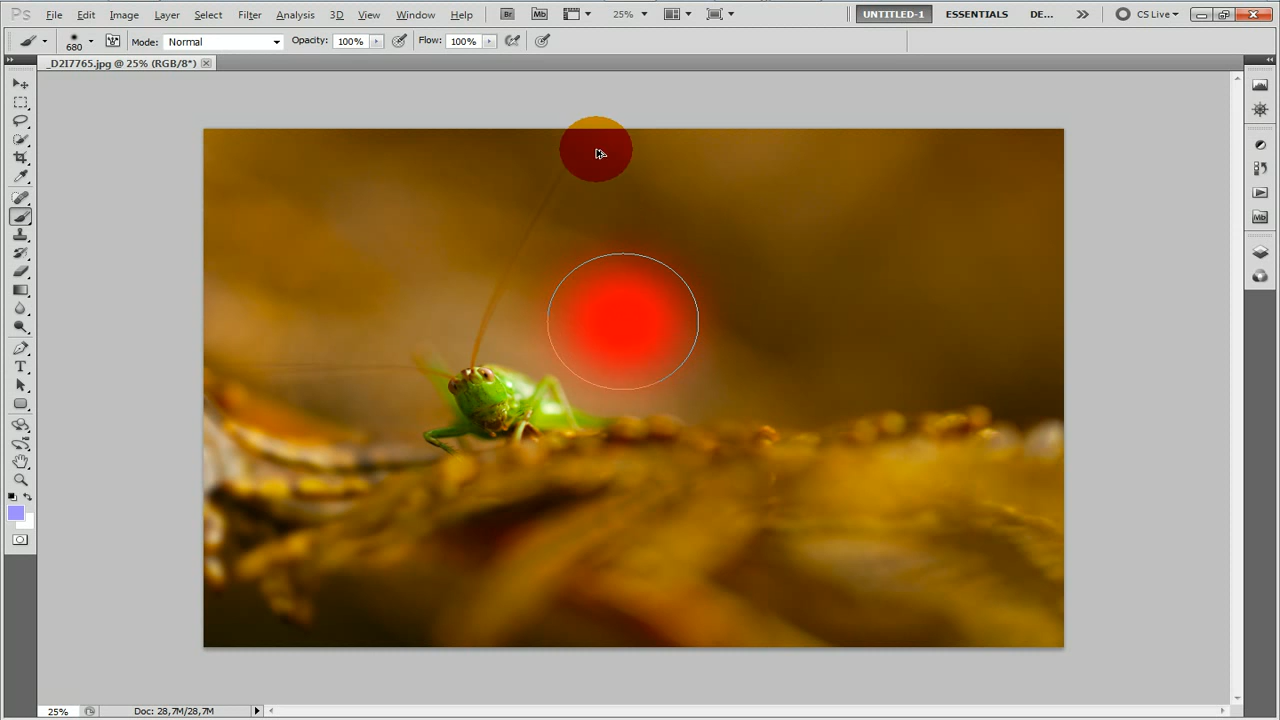 Ps File Edit Image Layer Select Filter Analysis 3D View Window Help Br Mb 25% UNTITLED-1 ESSENTIALS DE... CS Live
680 Mode: Normal Opacity: 100% Flow: 100%
_D2I7765.jpg @ 25% (RGB/8*)
Mb
T
25% Doc: 28,7M/28,7M